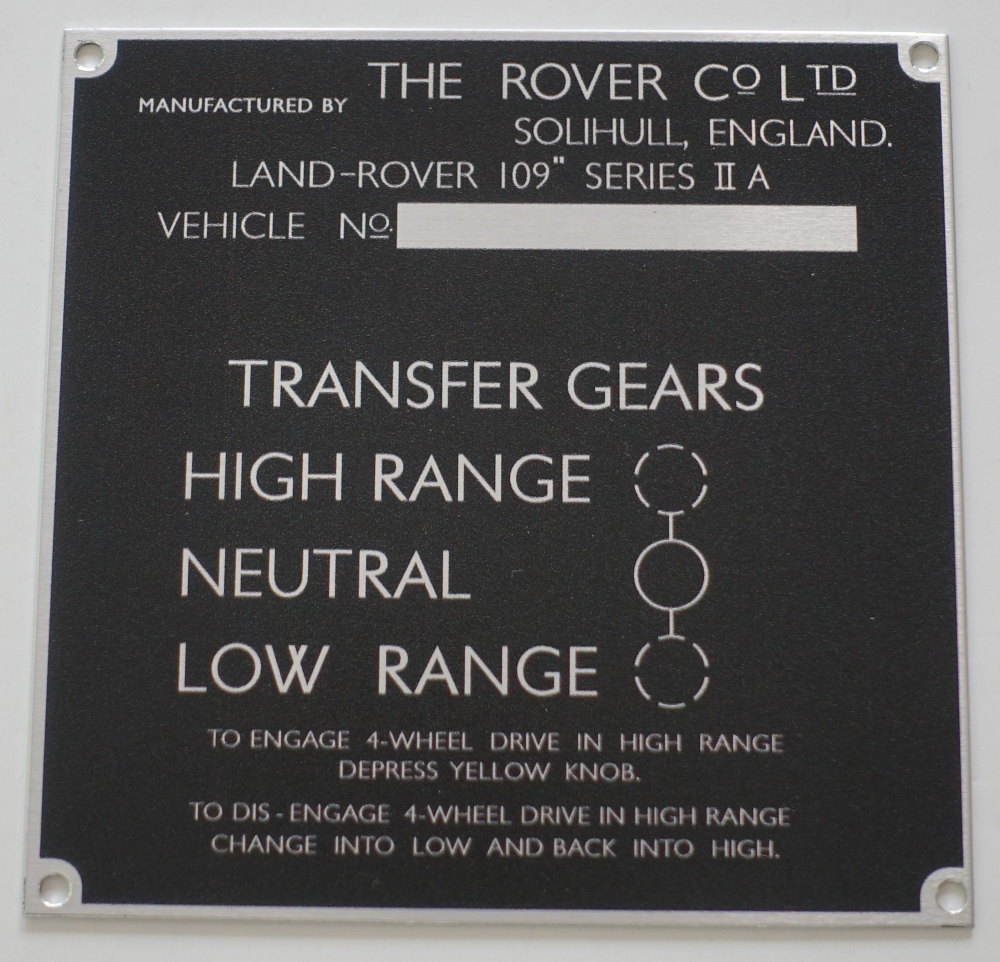 MANUFACTURED BY THE ROVER Co LTD
SOLIHULL, ENGLAND.
LAND-ROVER 109" SERIES II A
VEHICLE No.
TRANSFER GEARS
HIGH RANGE
NEUTRAL
LOW RANGE
TO ENGAGE 4-WHEEL DRIVE IN HIGH RANGE
DEPRESS YELLOW KNOB.
TO DIS-ENGAGE 4-WHEEL DRIVE IN HIGH RANGE
CHANGE INTO LOW AND BACK INTO HIGH.